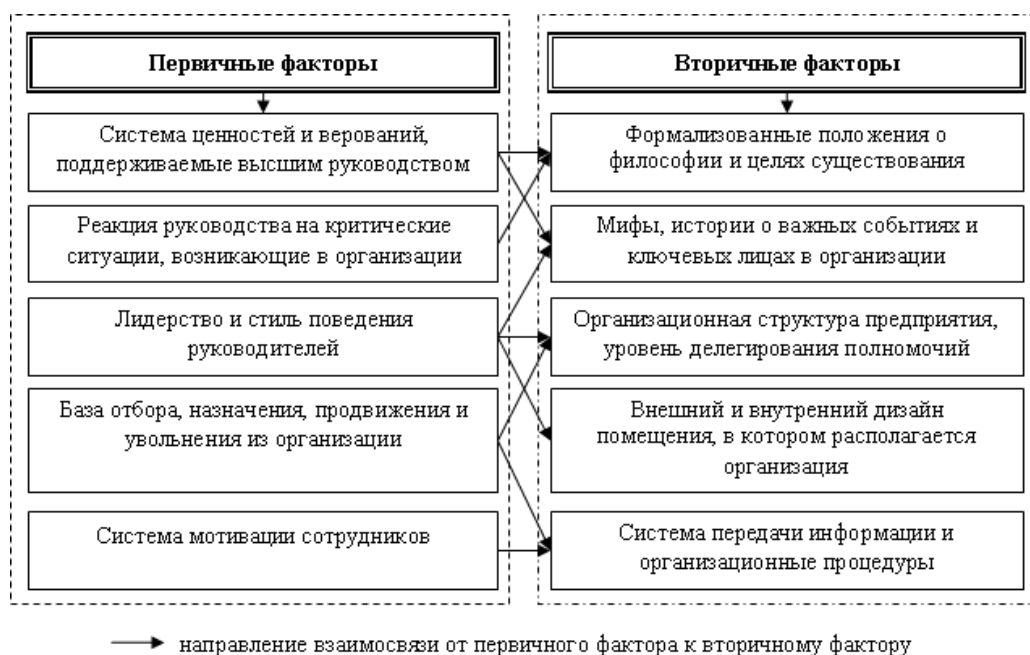 Первичные факторы
Система ценностей и верований,
поддерживаемые высшим руководством
Реакция руководства на критические
ситуации, возникающие в организации
Лидерство и стиль поведения
руководителей
База отбора, назначения, продвижения и
увольнения из организации
Система мотивации сотрудников
Вторичные факторы
Формализованные положения о
философии и целях существования
Мифы, истории о важных событиях и
ключевых лицах в организации
Организационная структура предприятия,
уровень делегирования полномочий
Внешний и внутренний дизайн
помещения, в котором располагается
организация
Система передачи информации и
организационные процедуры
направление взаимосвязи от первичного фактора к вторичному фактору